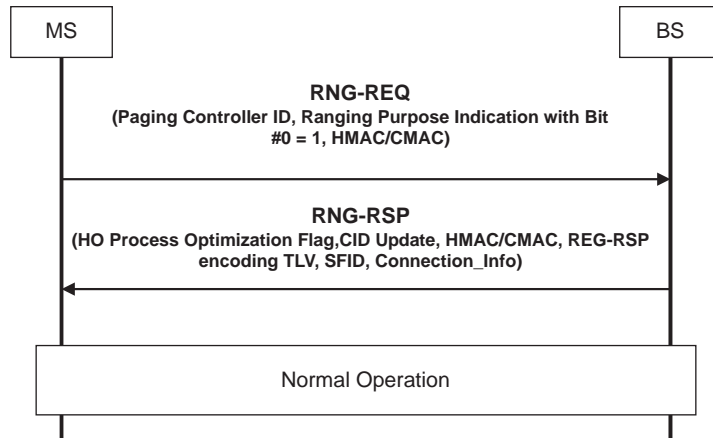 MS
BS
RNG-REQ
(Paging Controller ID, Ranging Purpose Indication with Bit
#0 = 1, HMAC/CMAC)
RNG-RSP
(HO Process Optimization Flag,CID Update, HMAC/CMAC, REG-RSP
encoding TLV, SFID, Connection_Info)
Normal Operation